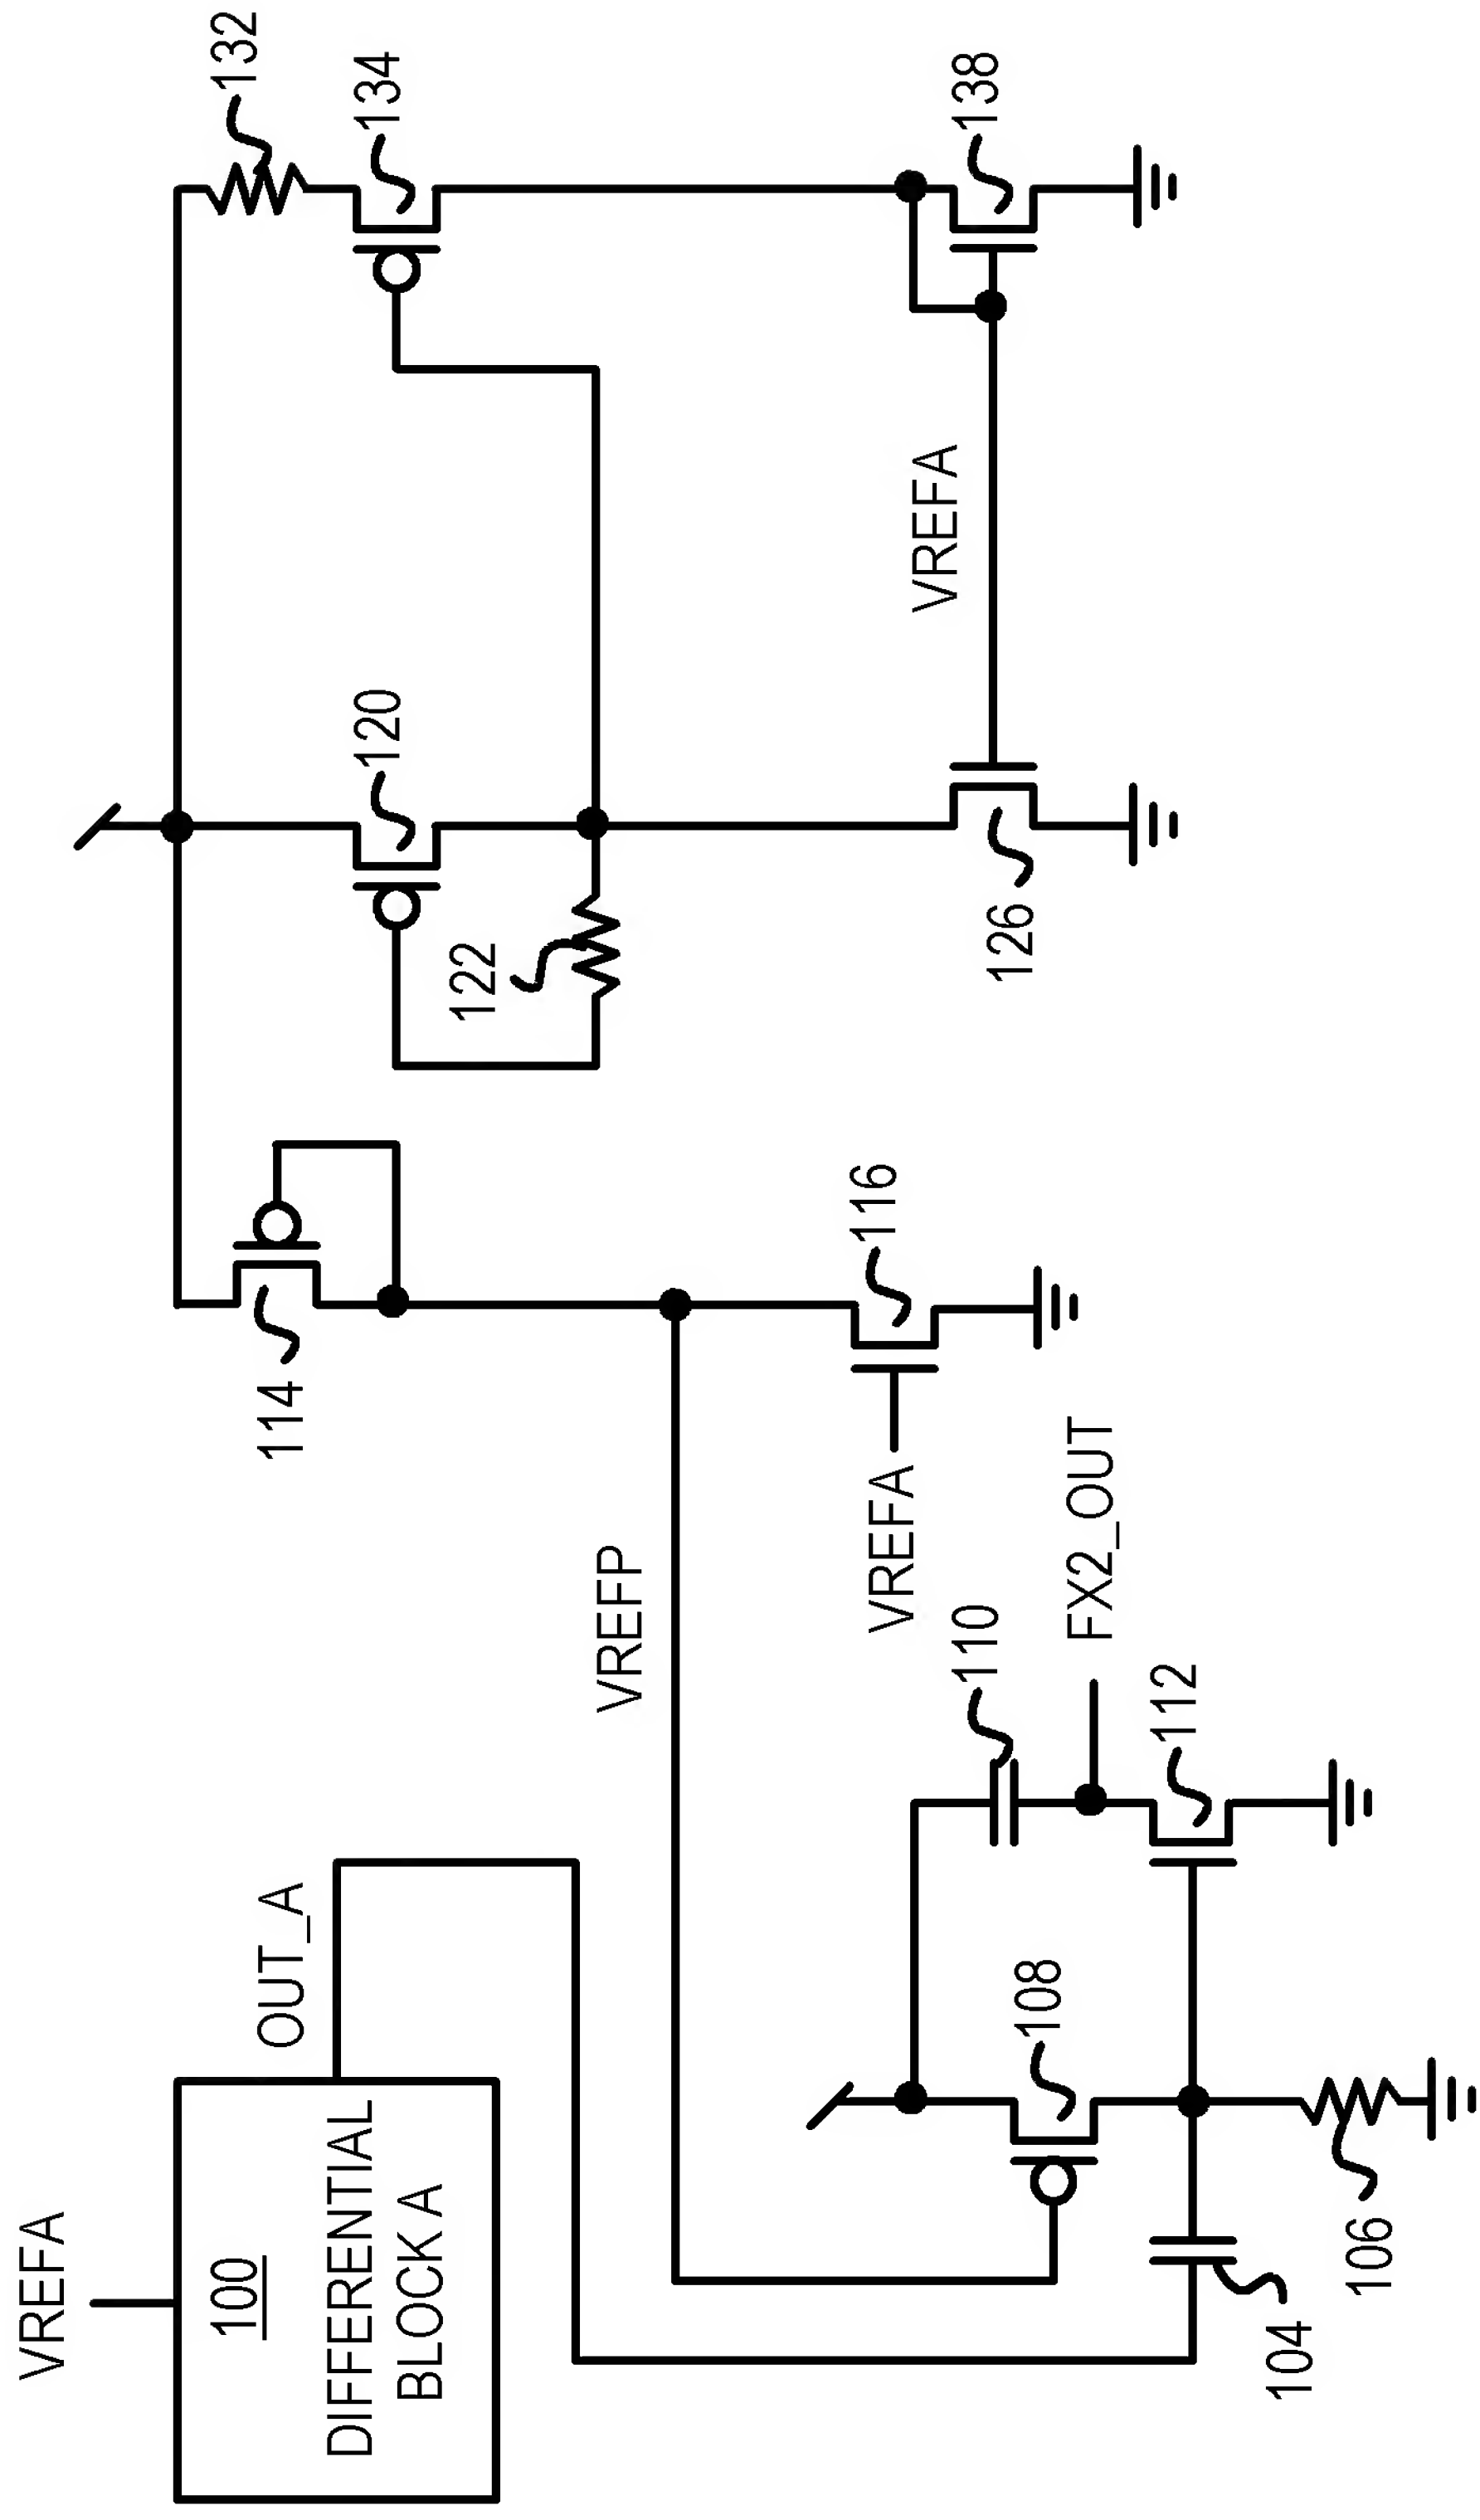 VREFA
100
DIFFERENTIAL
BLOCK A
OUT_A
VREFP
114
VREFA
116
120
122
126
VREFA
132
134
138
104
106
108
110
FX2_OUT
112